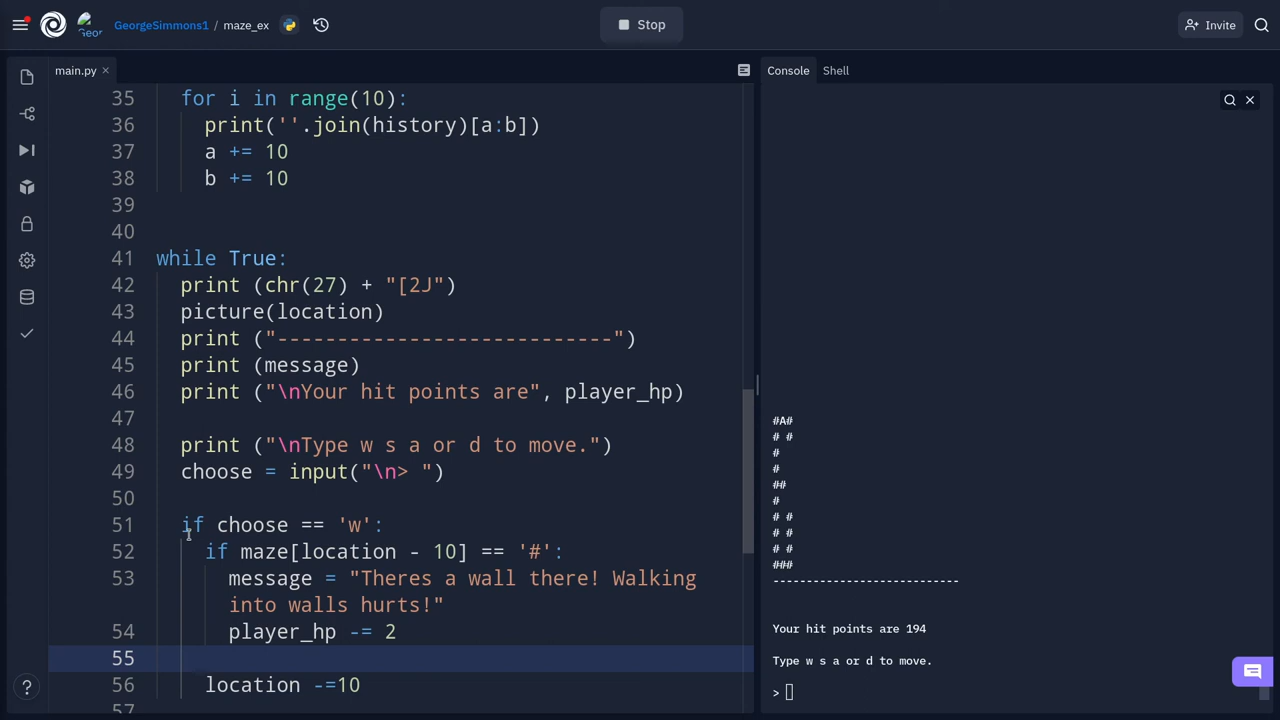 GeorgeSimmons1 / maze_ex
Stop
Invite
main.py
Console
Shell
35 for i in range(10):
36 print(''.join(history)[a:b])
37 a += 10
38 b += 10
39
40
41 while True:
42 print (chr(27) + "[2J")
43 picture(location)
44 print ("----------------------------")
45 print (message)
46 print ("\nYour hit points are", player_hp)
47
48 print ("\nType w s a or d to move.")
49 choose = input("\n> ")
50
51 if choose == 'w':
52 if maze[location - 10] == '#':
53 message = "Theres a wall there! Walking
into walls hurts!"
54 player_hp -= 2
55
56 location -=10
57
#A#
# #
#
#
##
#
# #
# #
# #
###
----------------------------
Your hit points are 194
Type w s a or d to move.
>